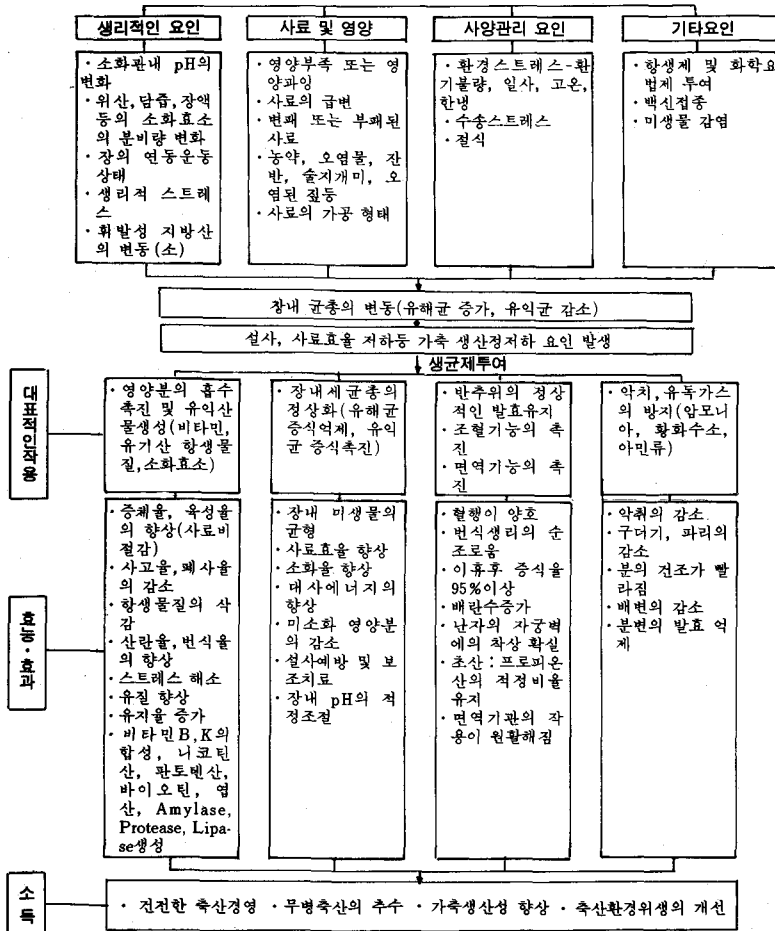 생리적인 요인
· 소화관내 pH의
변화
· 위산,담즙,장액
등의 소화효소
의 분비량 변화
· 장의 연동운동
상태
· 생리적 스트레
스
· 휘발성 지방산
의 변동(소)
사료 및 영양
· 영양부족 또는 영
양과잉
· 사료의 급변
· 변패 또는 부패된
사료
· 농약, 오염물, 잔
반, 술지개미, 오
염된 짚등
· 사료의 가공 형태
사양관리 요인
· 환경스트레스-환
기불량, 일사, 고온,
한냉
· 수송스트레스
· 절식
기타요인
· 항생제 및 화학요
법제 투여
· 백신접종
· 미생물 감염
장내 균총의 변동(유해균 증가, 유익균 감소)
설사, 사료효율 저하등 가축 생산정저하 요인 발생
생균제투여
대표적인작용
· 영양분의 흡수
촉진 및 유익산
물생성(비타민,
유기산 항생물
질,소화효소)
· 장내세균총의
정상화(유해균
증식억제, 유익
균 증식촉진)
· 반추위의 정상
적인 발효유지
· 조혈기능의 촉
진
· 면역기능의 촉
진
· 악치,유독가스
의 방지(암모니
아, 황화수소,
아민류)
효능·효과
· 증체율, 육성율
의 향상(사료비
절감)
· 사고율,폐사율
의 감소
· 항생물질의 삭
감
· 산란율,번식율
의 향상
· 스트레스 해소
· 유질 향상
· 유지율 증가
· 비타민B,K의
합성, 니코틴
산, 판토텐산,
바이오틴, 엽
산, Amylase,
Protease, Lipa-
se생성
· 장내 미생물의
균형
· 사료효율 향상
· 소화율 향상
· 대사에너지의
향상
· 미소화 영양분
의 감소
· 설사예방 및 보
조치료
· 장내 pH의 적
정조절
· 혈행이 양호
· 번식생리의 순
조로움
· 이휴후 증식율
95%이상
· 배란수증가
· 난자의 자궁벽
에의 착상 확실
· 초산:프로피온
산의 적정비율
유지
· 면역기관의 작
용이 원활해짐
· 악취의 감소
· 구더기, 파리의
감소
· 분의 건조가 빨
라짐
· 배변의 감소
· 분변의 발효 억
제
소득
· 건전한 축산경영 · 무병축산의 추수 · 가축생산성 향상 · 축산환경위생의 개선